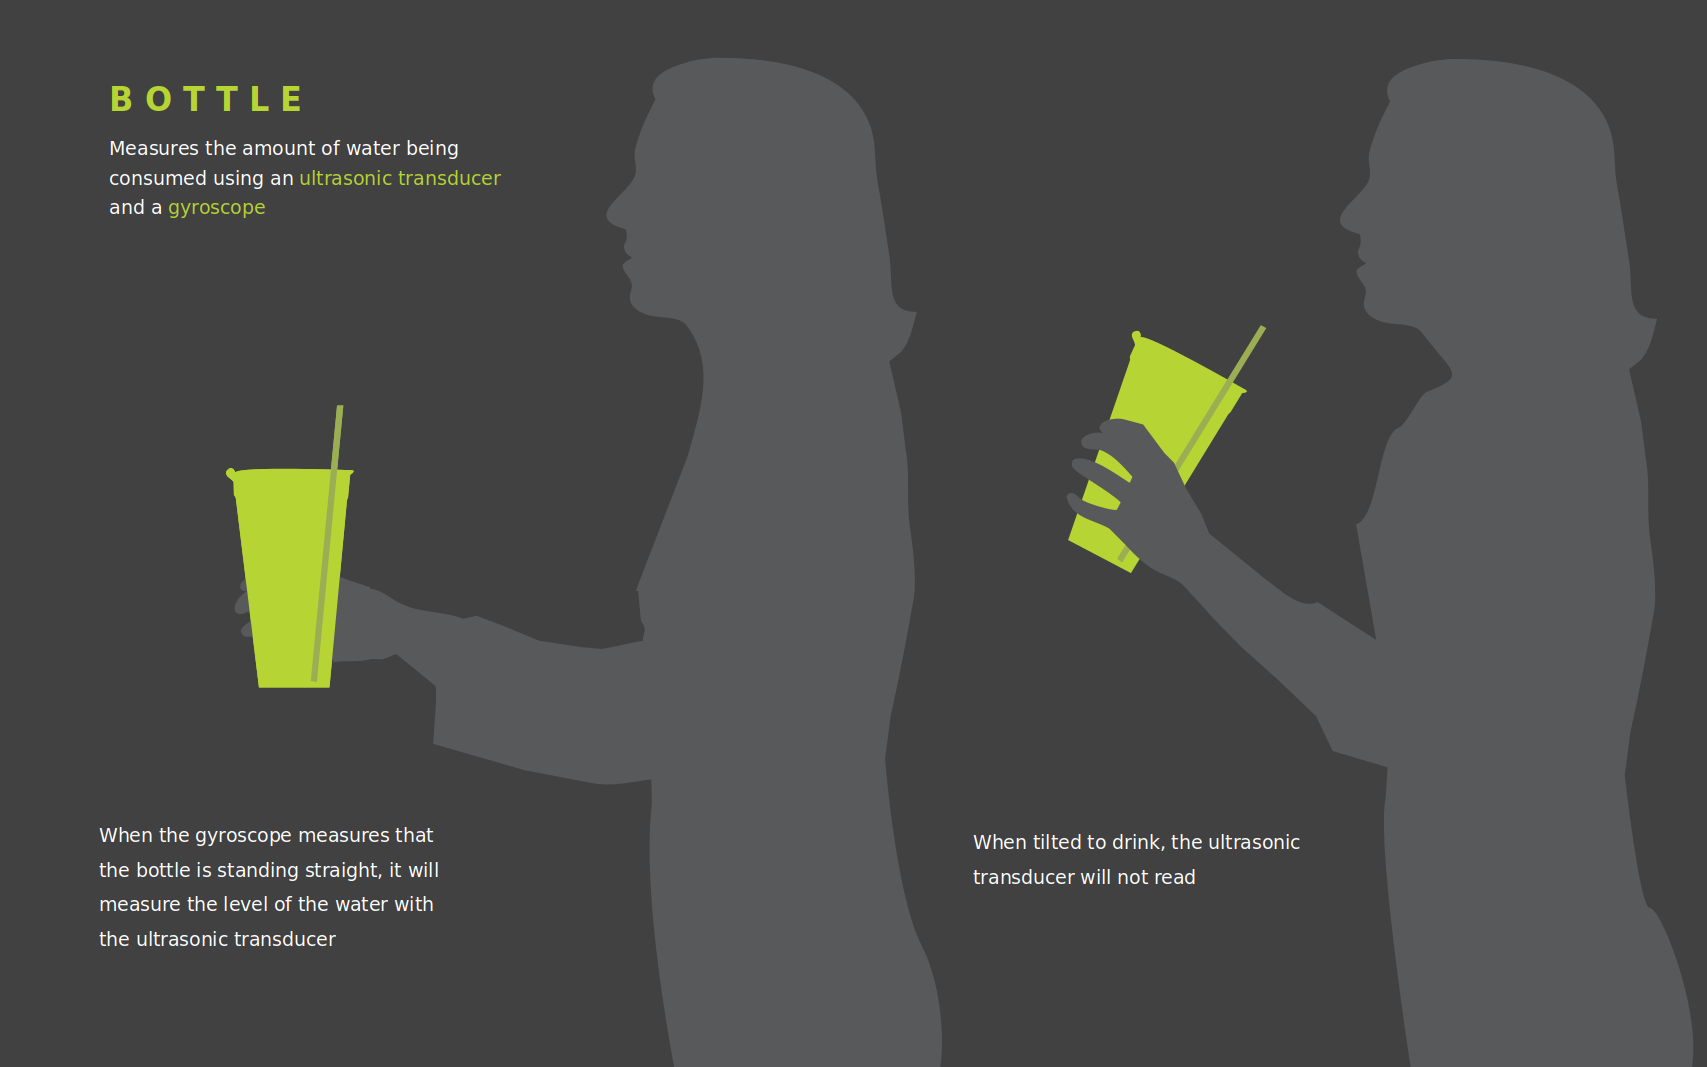 BOTTLE
Measures the amount of water being
consumed using an ultrasonic transducer
and a gyroscope
When the gyroscope measures that
the bottle is standing straight, it will
measure the level of the water with
the ultrasonic transducer
When tilted to drink, the ultrasonic
transducer will not read